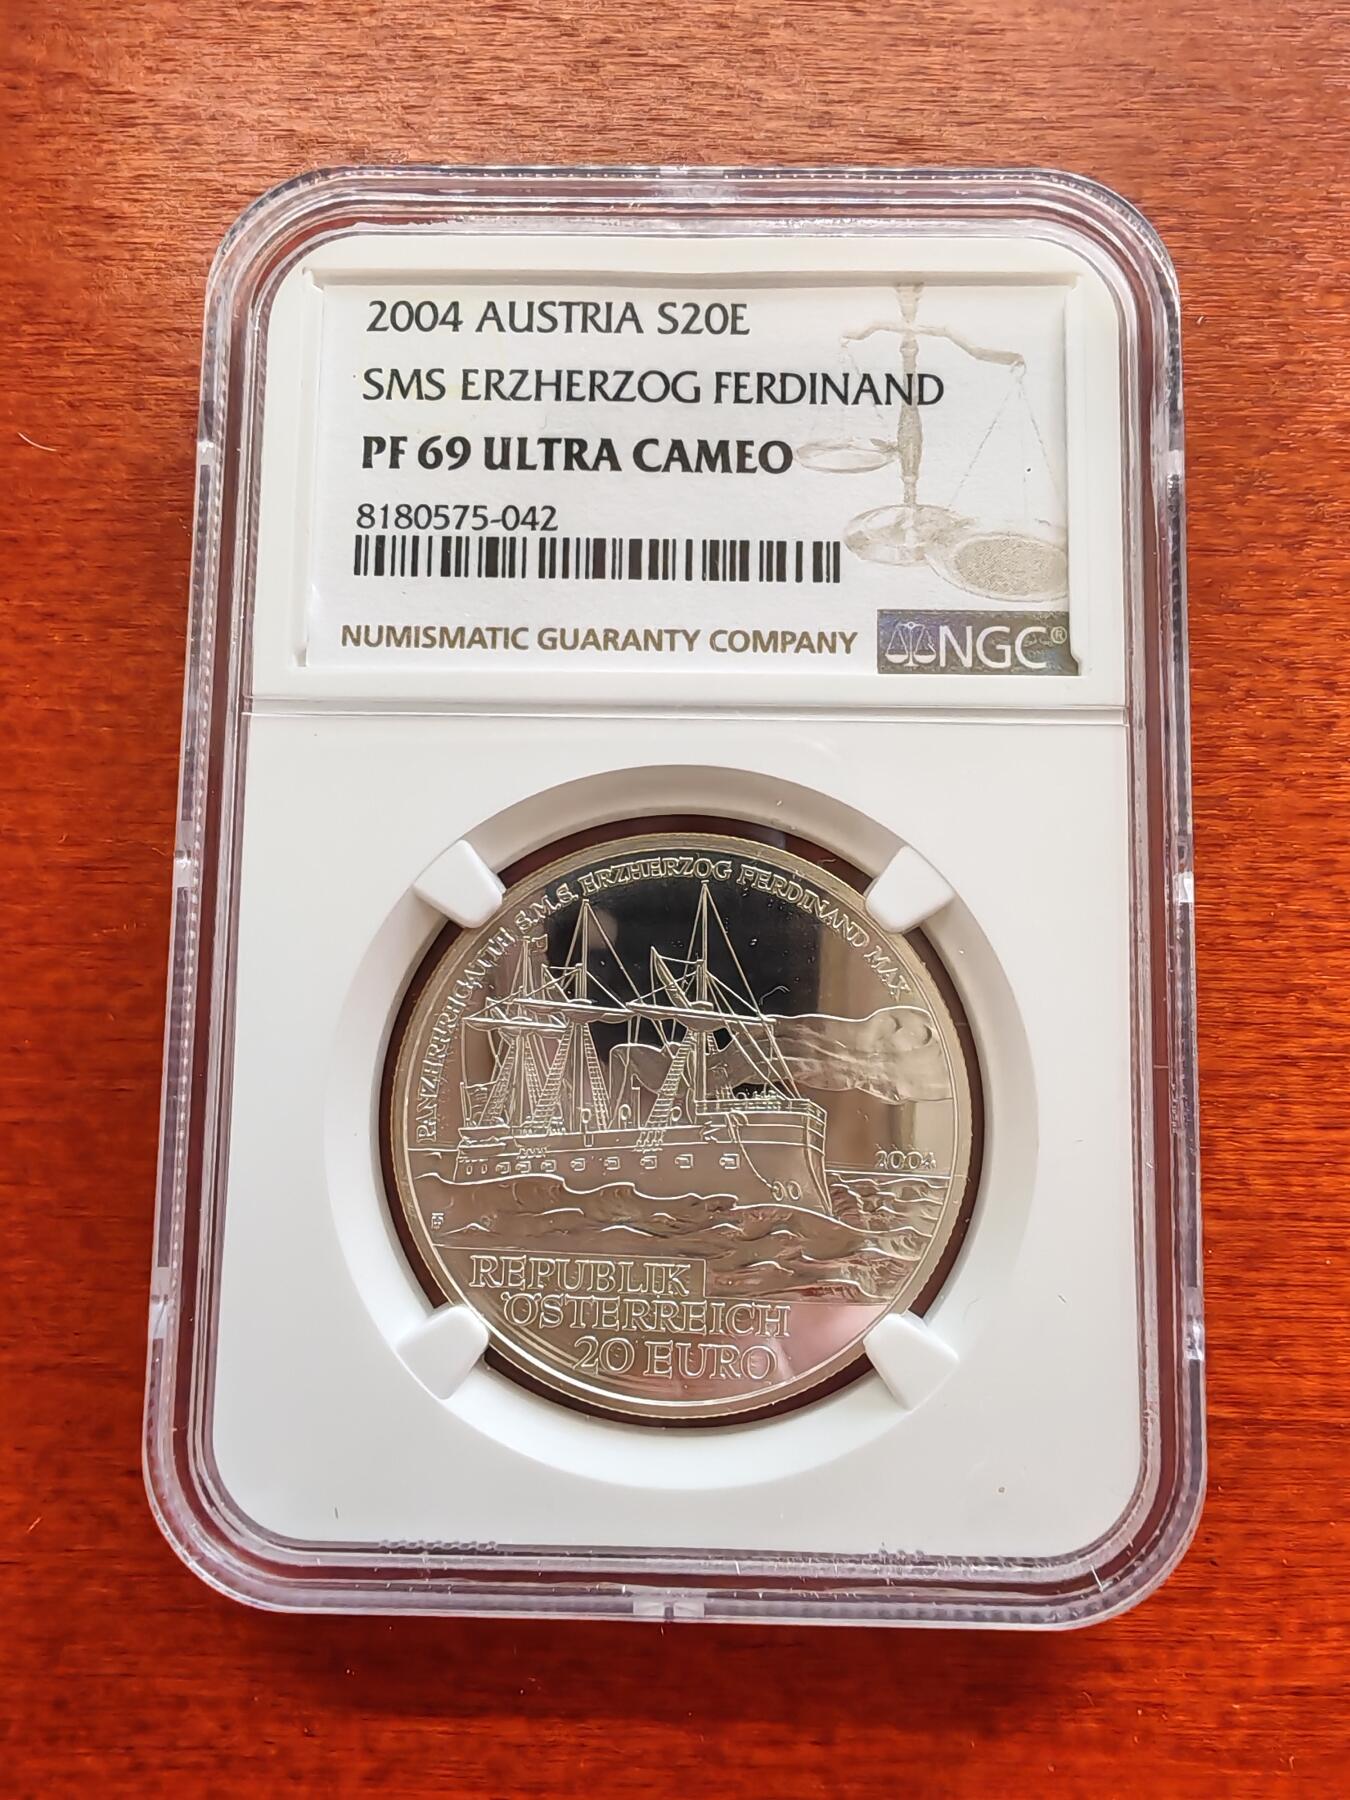 2004 AUSTRIA S20E
SMS ERZHERZOG FERDINAND
PF 69 ULTRA CAMEO
8180575-042
NUMISMATIC GUARANTY COMPANY
NGC®
PANZERFREGATTE S.M.S. ERZHERZOG FERDINAND MAX
2004
REPUBLIK
ÖSTERREICH
20 EURO